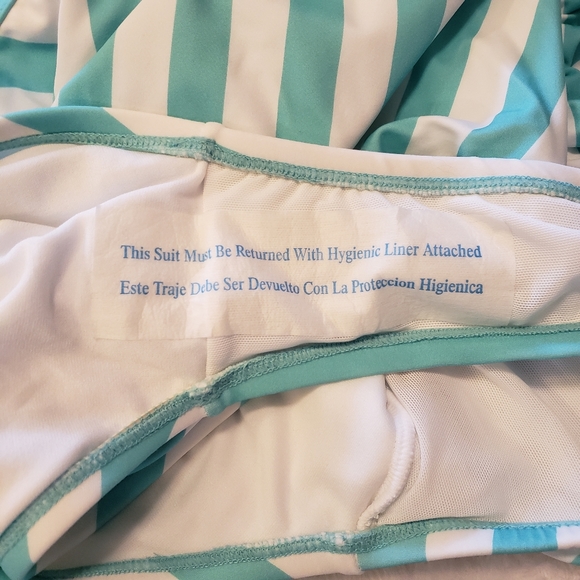 This Suit Must Be Returned With Hygienic Liner Attached
Este Traje Debe Ser Devuelto Con La Proteccion Higienica